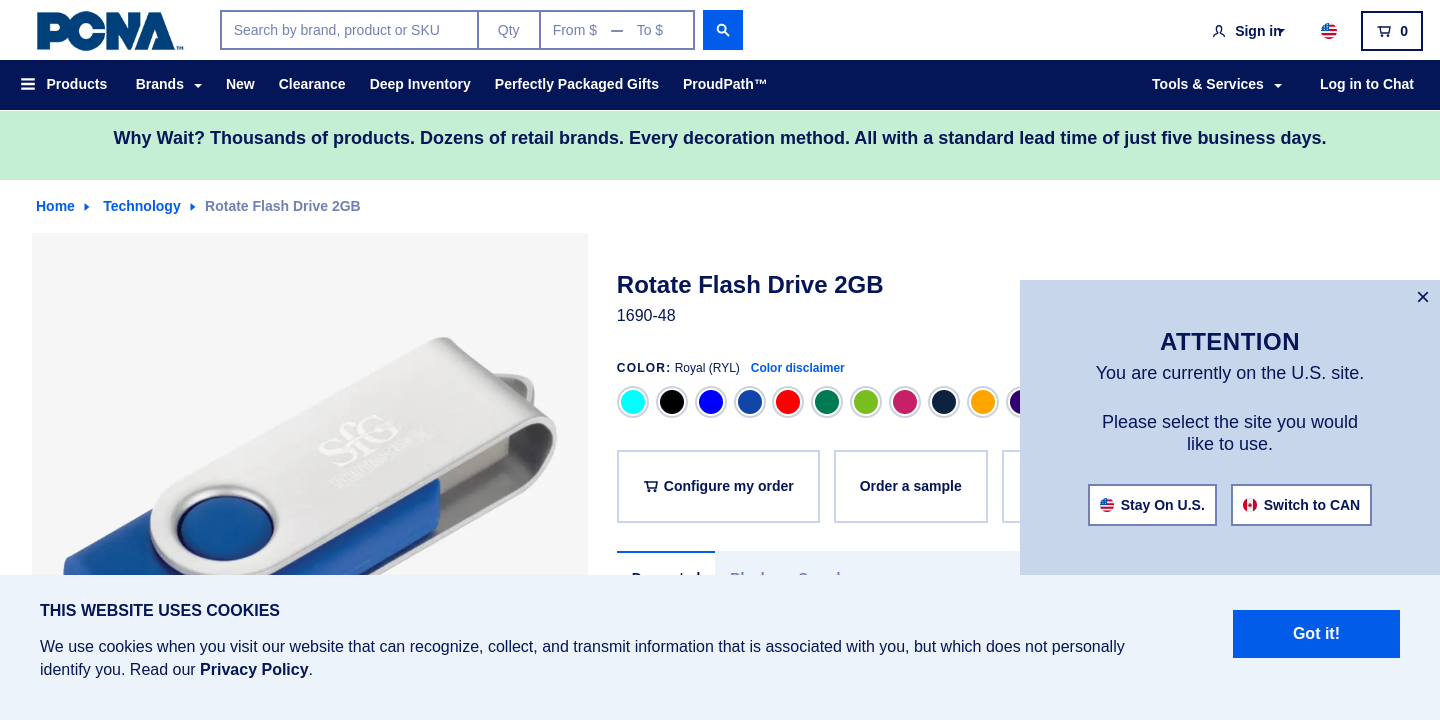 PCNA™
Search by brand, product or SKU
Qty
From $ — To $
Sign in
0
Products
Brands
New
Clearance
Deep Inventory
Perfectly Packaged Gifts
ProudPath™
Tools & Services
Log in to Chat
Why Wait? Thousands of products. Dozens of retail brands. Every decoration method. All with a standard lead time of just five business days.
Home
Technology
Rotate Flash Drive 2GB
SfG
Rotate Flash Drive 2GB
1690-48
COLOR: Royal (RYL) Color disclaimer
Configure my order
Order a sample
×
ATTENTION
You are currently on the U.S. site.
Please select the site you would
like to use.
Stay On U.S.
Switch to CAN
THIS WEBSITE USES COOKIES
We use cookies when you visit our website that can recognize, collect, and transmit information that is associated with you, but which does not personally
identify you. Read our Privacy Policy.
Got it!